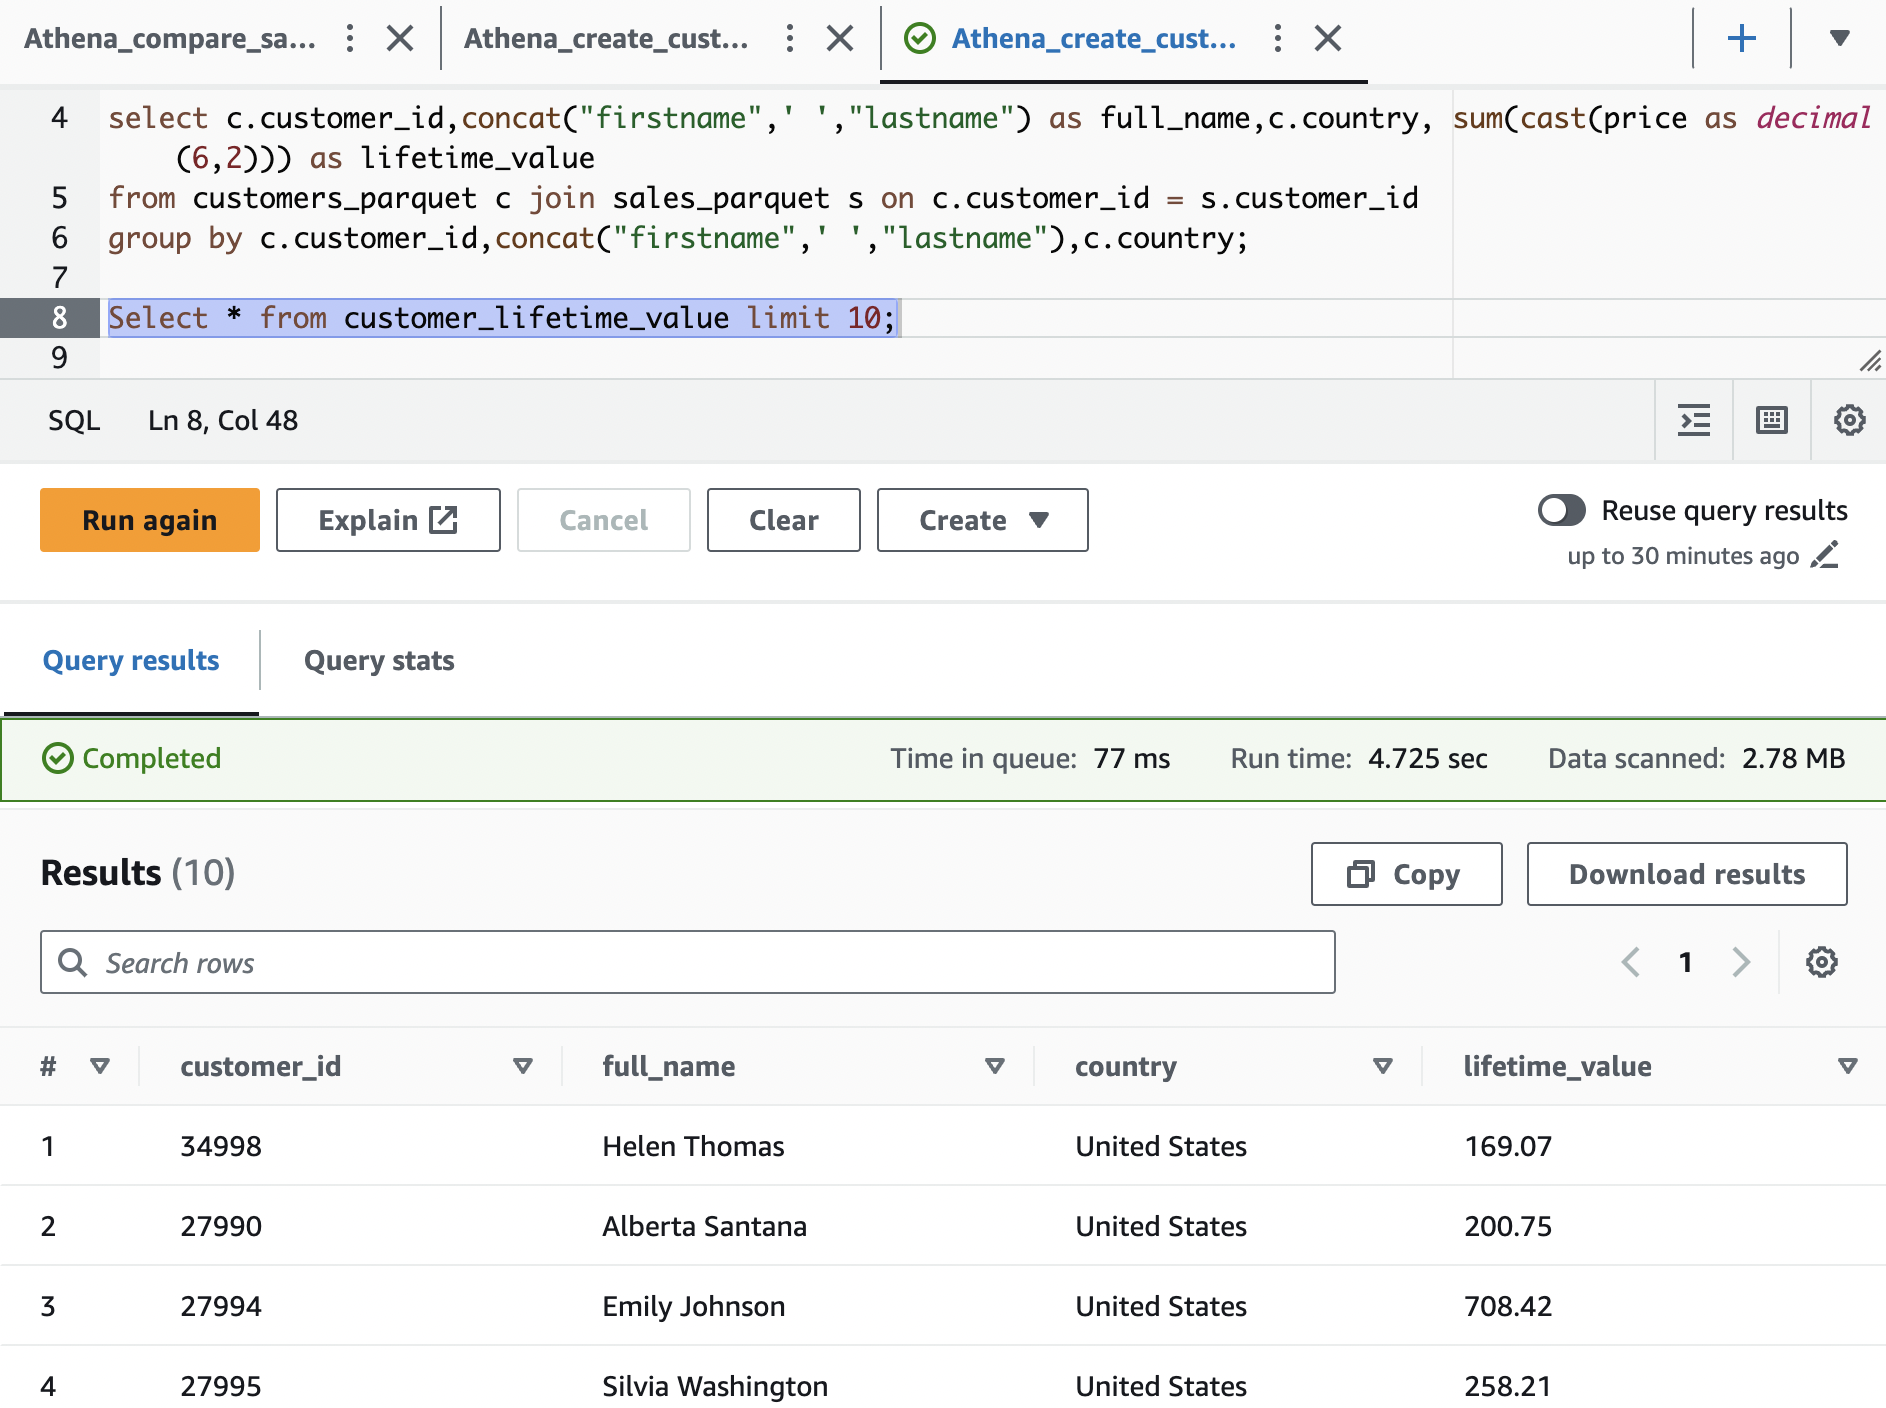 Athena_compare_sa...
Athena_create_cust...
Athena_create_cust...
4 select c.customer_id,concat("firstname",' ',"lastname") as full_name,c.country, sum(cast(price as decimal
(6,2))) as lifetime_value
5 from customers_parquet c join sales_parquet s on c.customer_id = s.customer_id
6 group by c.customer_id,concat("firstname",' ',"lastname"),c.country;
7
8 Select * from customer_lifetime_value limit 10;
9
SQL Ln 8, Col 48
Run again Explain Cancel Clear Create
Reuse query results
up to 30 minutes ago
Query results Query stats
Completed Time in queue: 77 ms Run time: 4.725 sec Data scanned: 2.78 MB
Results (10) Copy Download results
Search rows 1
# customer_id full_name country lifetime_value
1 34998 Helen Thomas United States 169.07
2 27990 Alberta Santana United States 200.75
3 27994 Emily Johnson United States 708.42
4 27995 Silvia Washington United States 258.21